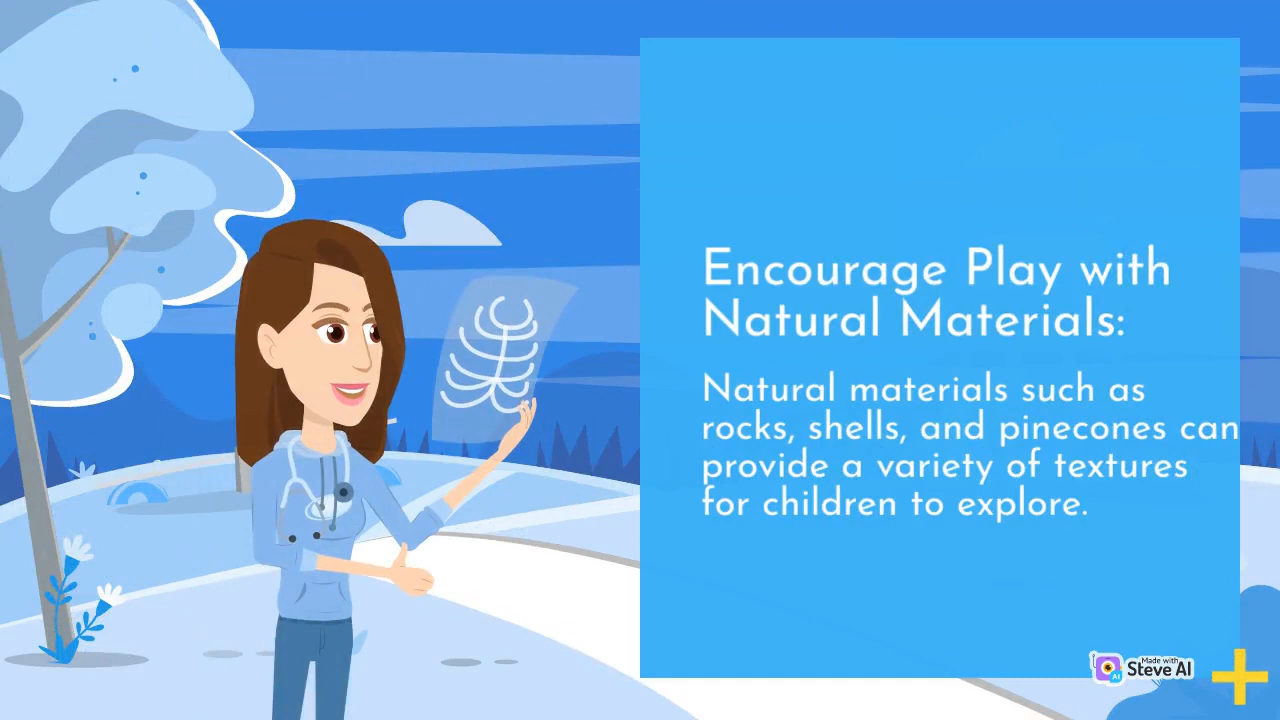 Encourage Play with
Natural Materials:
Natural materials such as
rocks, shells, and pinecones can
provide a variety of textures
for children to explore.
Made with
Steve AI
AI